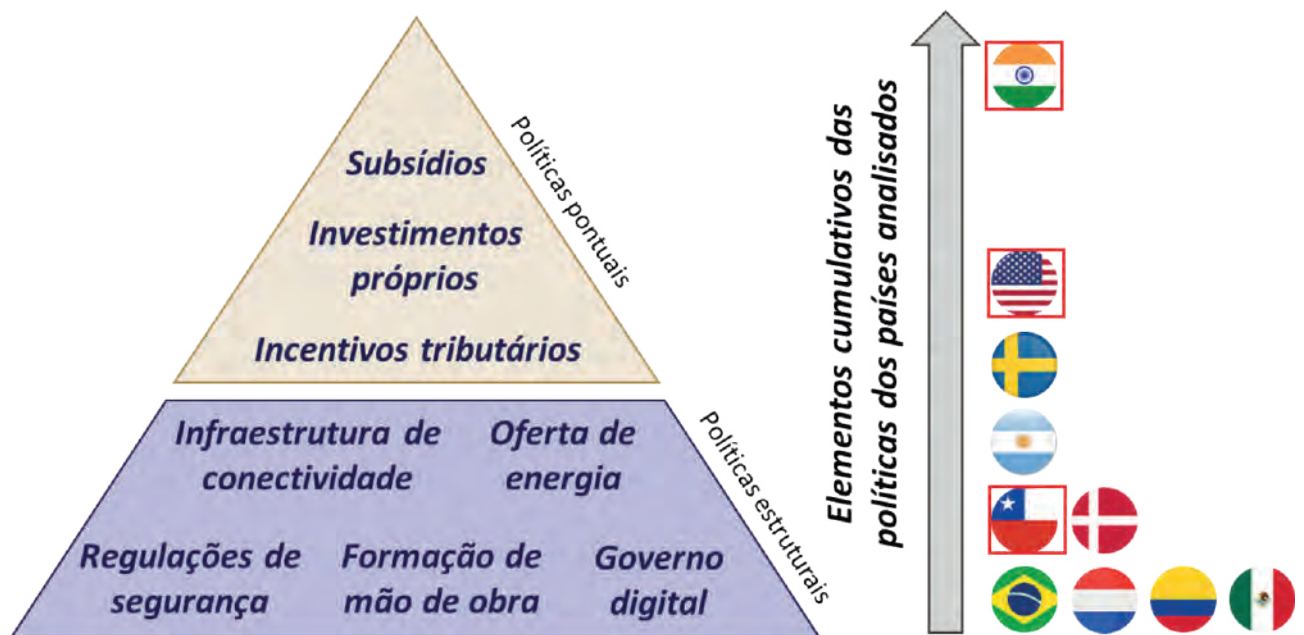 Subsídios
Investimentos
próprios
Incentivos tributários
Políticas pontuais
Infraestrutura de
conectividade
Oferta de
energia
Regulações de
segurança
Formação de
mão de obra
Governo
digital
Políticas estruturais
Elementos cumulativos das
políticas dos países analisados